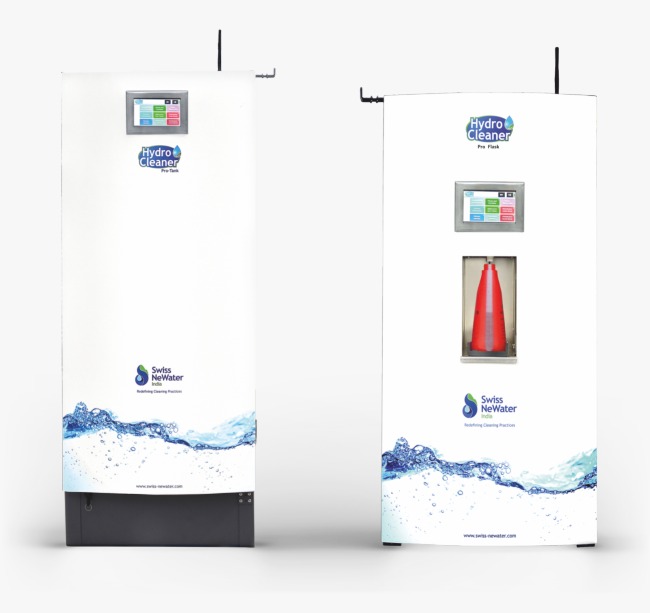 Hydro
Cleaner
Pro Tank
Swiss
NeWater
India
Redefining Cleaning Practices
www.swiss-newater.com
Hydro
Cleaner
Pro Flask
Swiss
NeWater
India
Redefining Cleaning Practices
www.swiss-newater.com